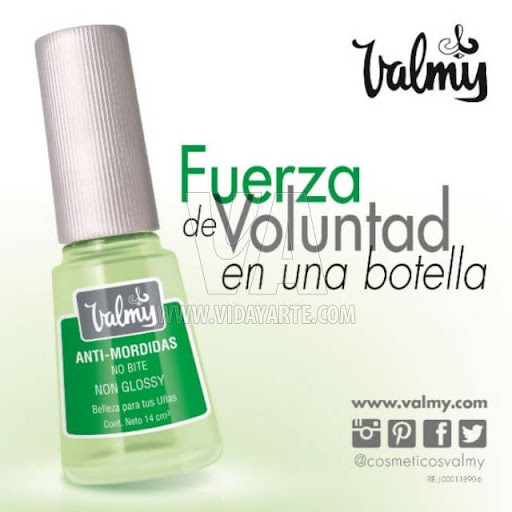 Valmy
Fuerza
de Voluntad
en una botella
VA
WWW.VIDAYARTE.COM
Valmy
ANTI-MORDIDAS
NO BITE
NON GLOSSY
Belleza para tus Uñas
Cont. Neto 14 cm³
www.valmy.com
@cosmeticosvalmy